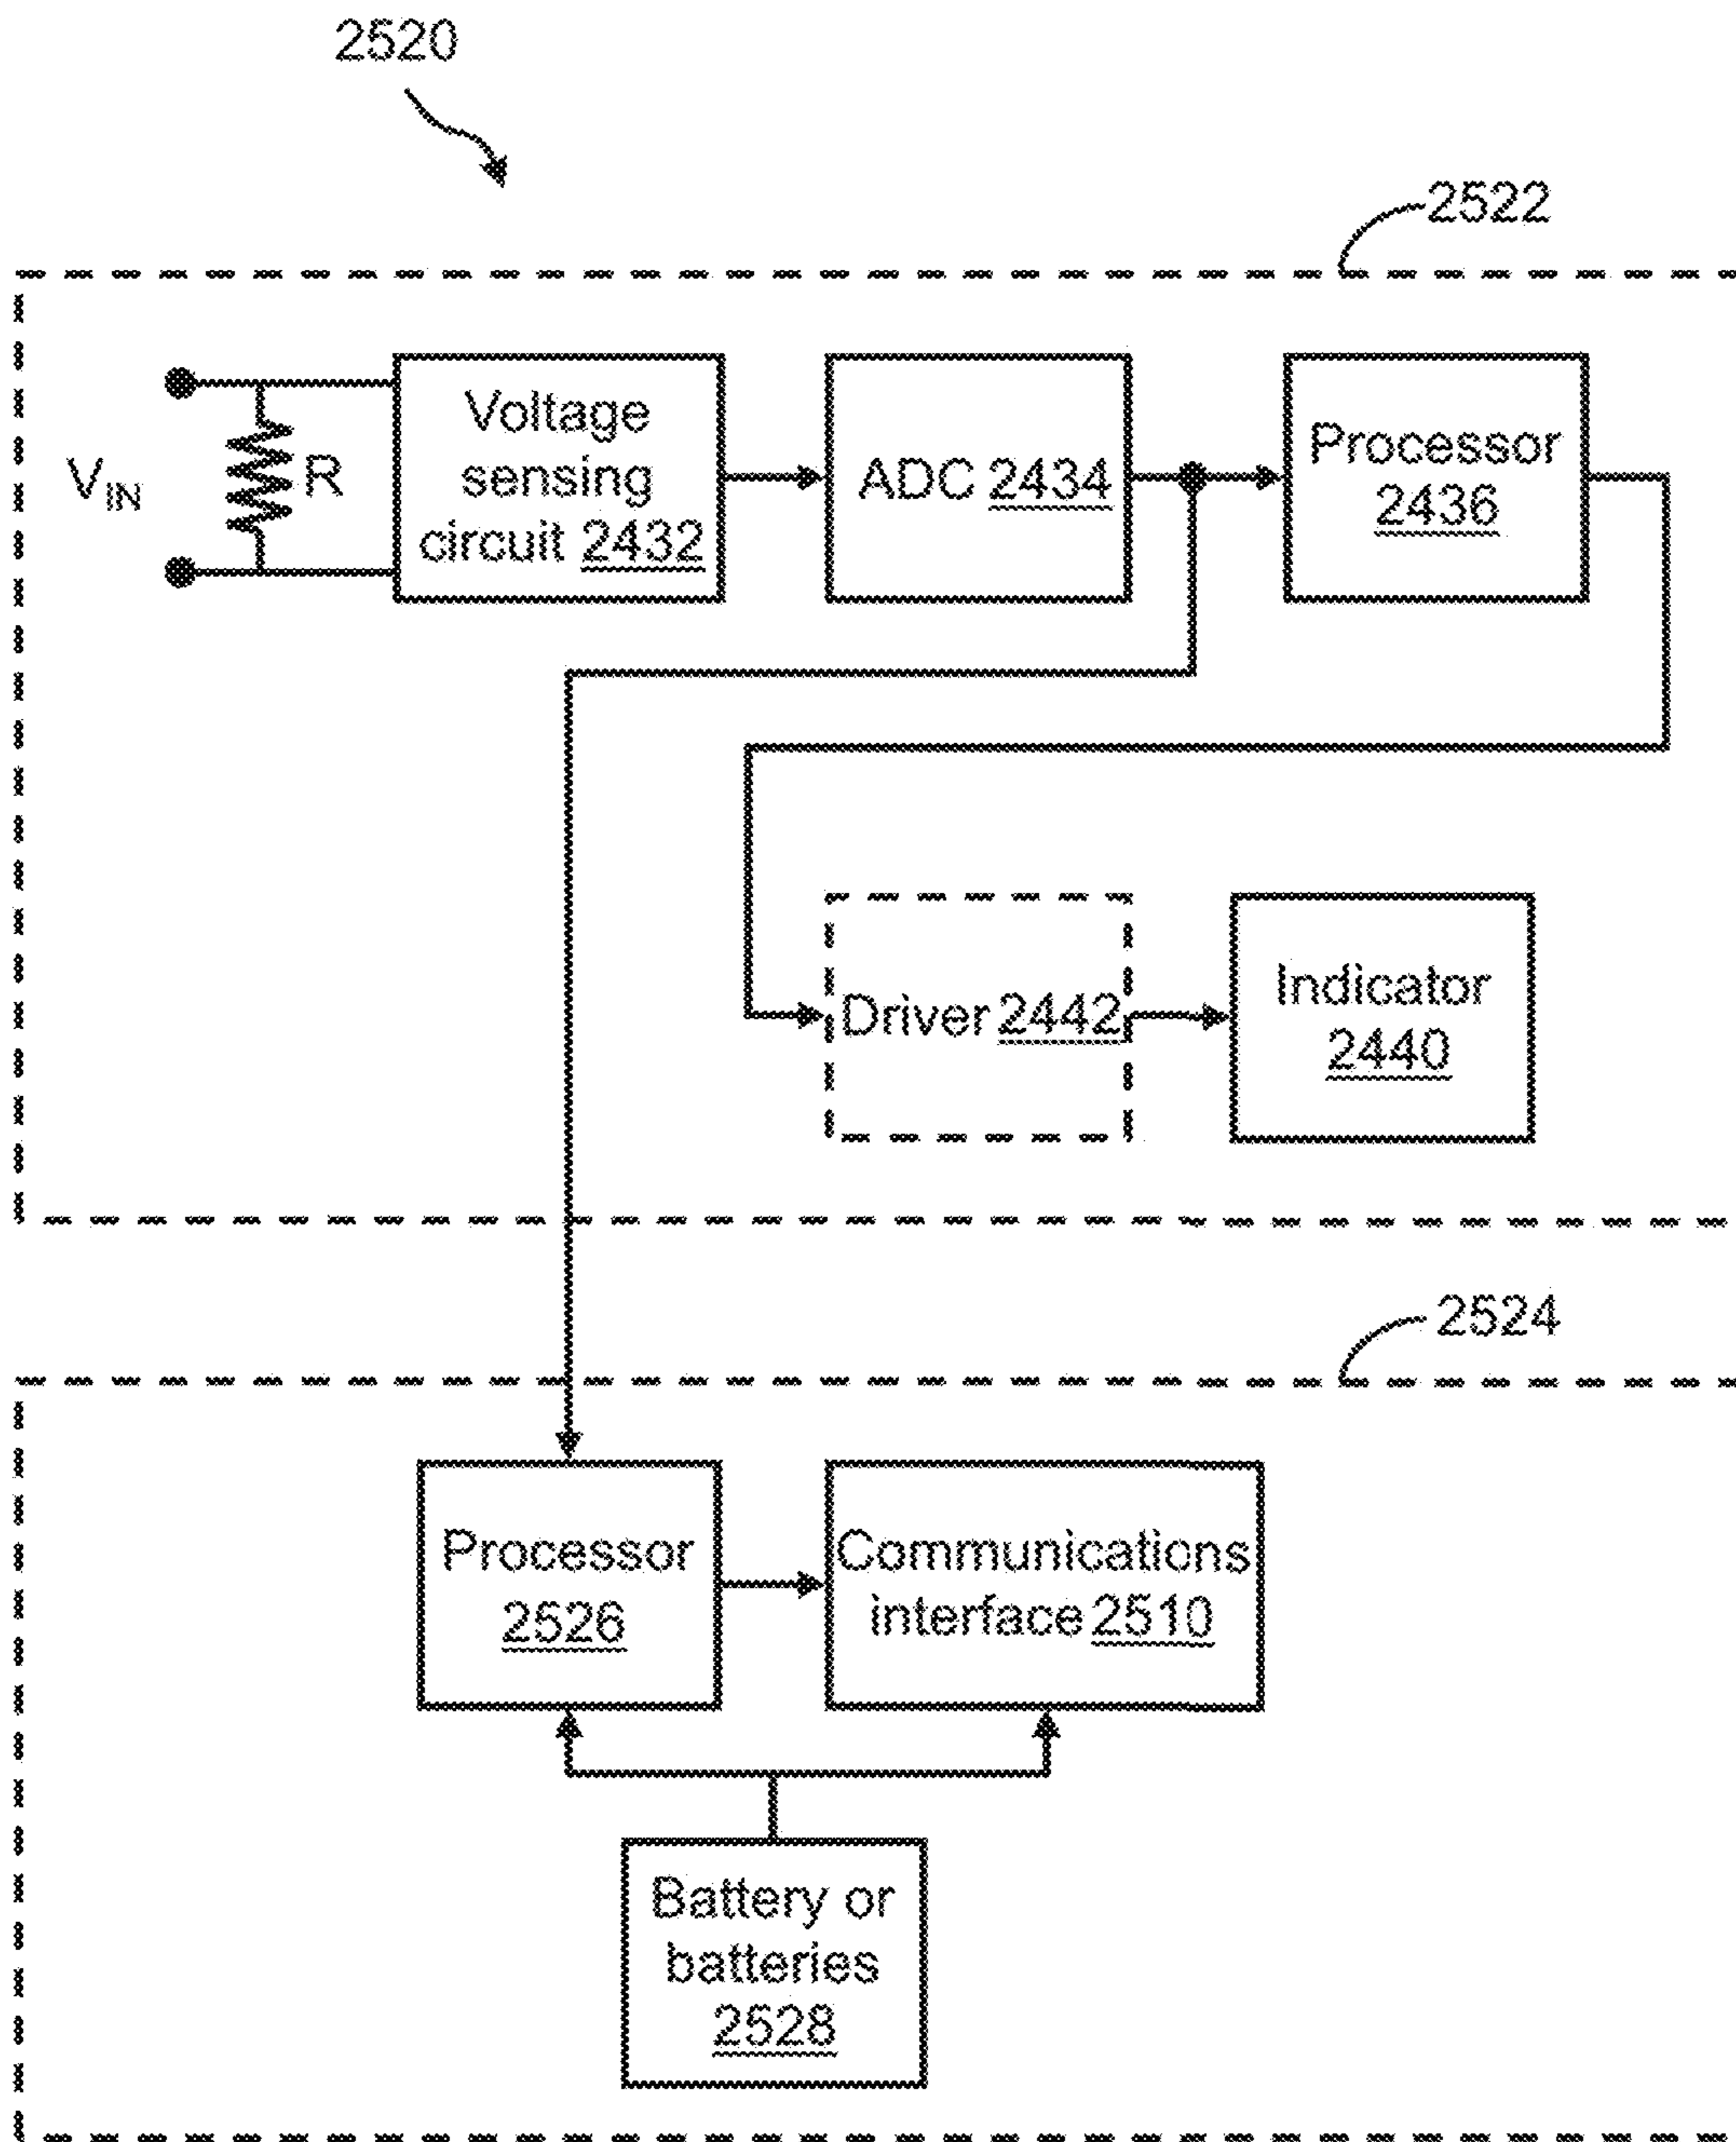 2520
2522
Voltage
sensing
circuit 2432
ADC 2434
Processor
2436
V_IN
R
Driver 2442
Indicator
2440
2524
Processor
2526
Communications
interface 2510
Battery or
batteries
2528